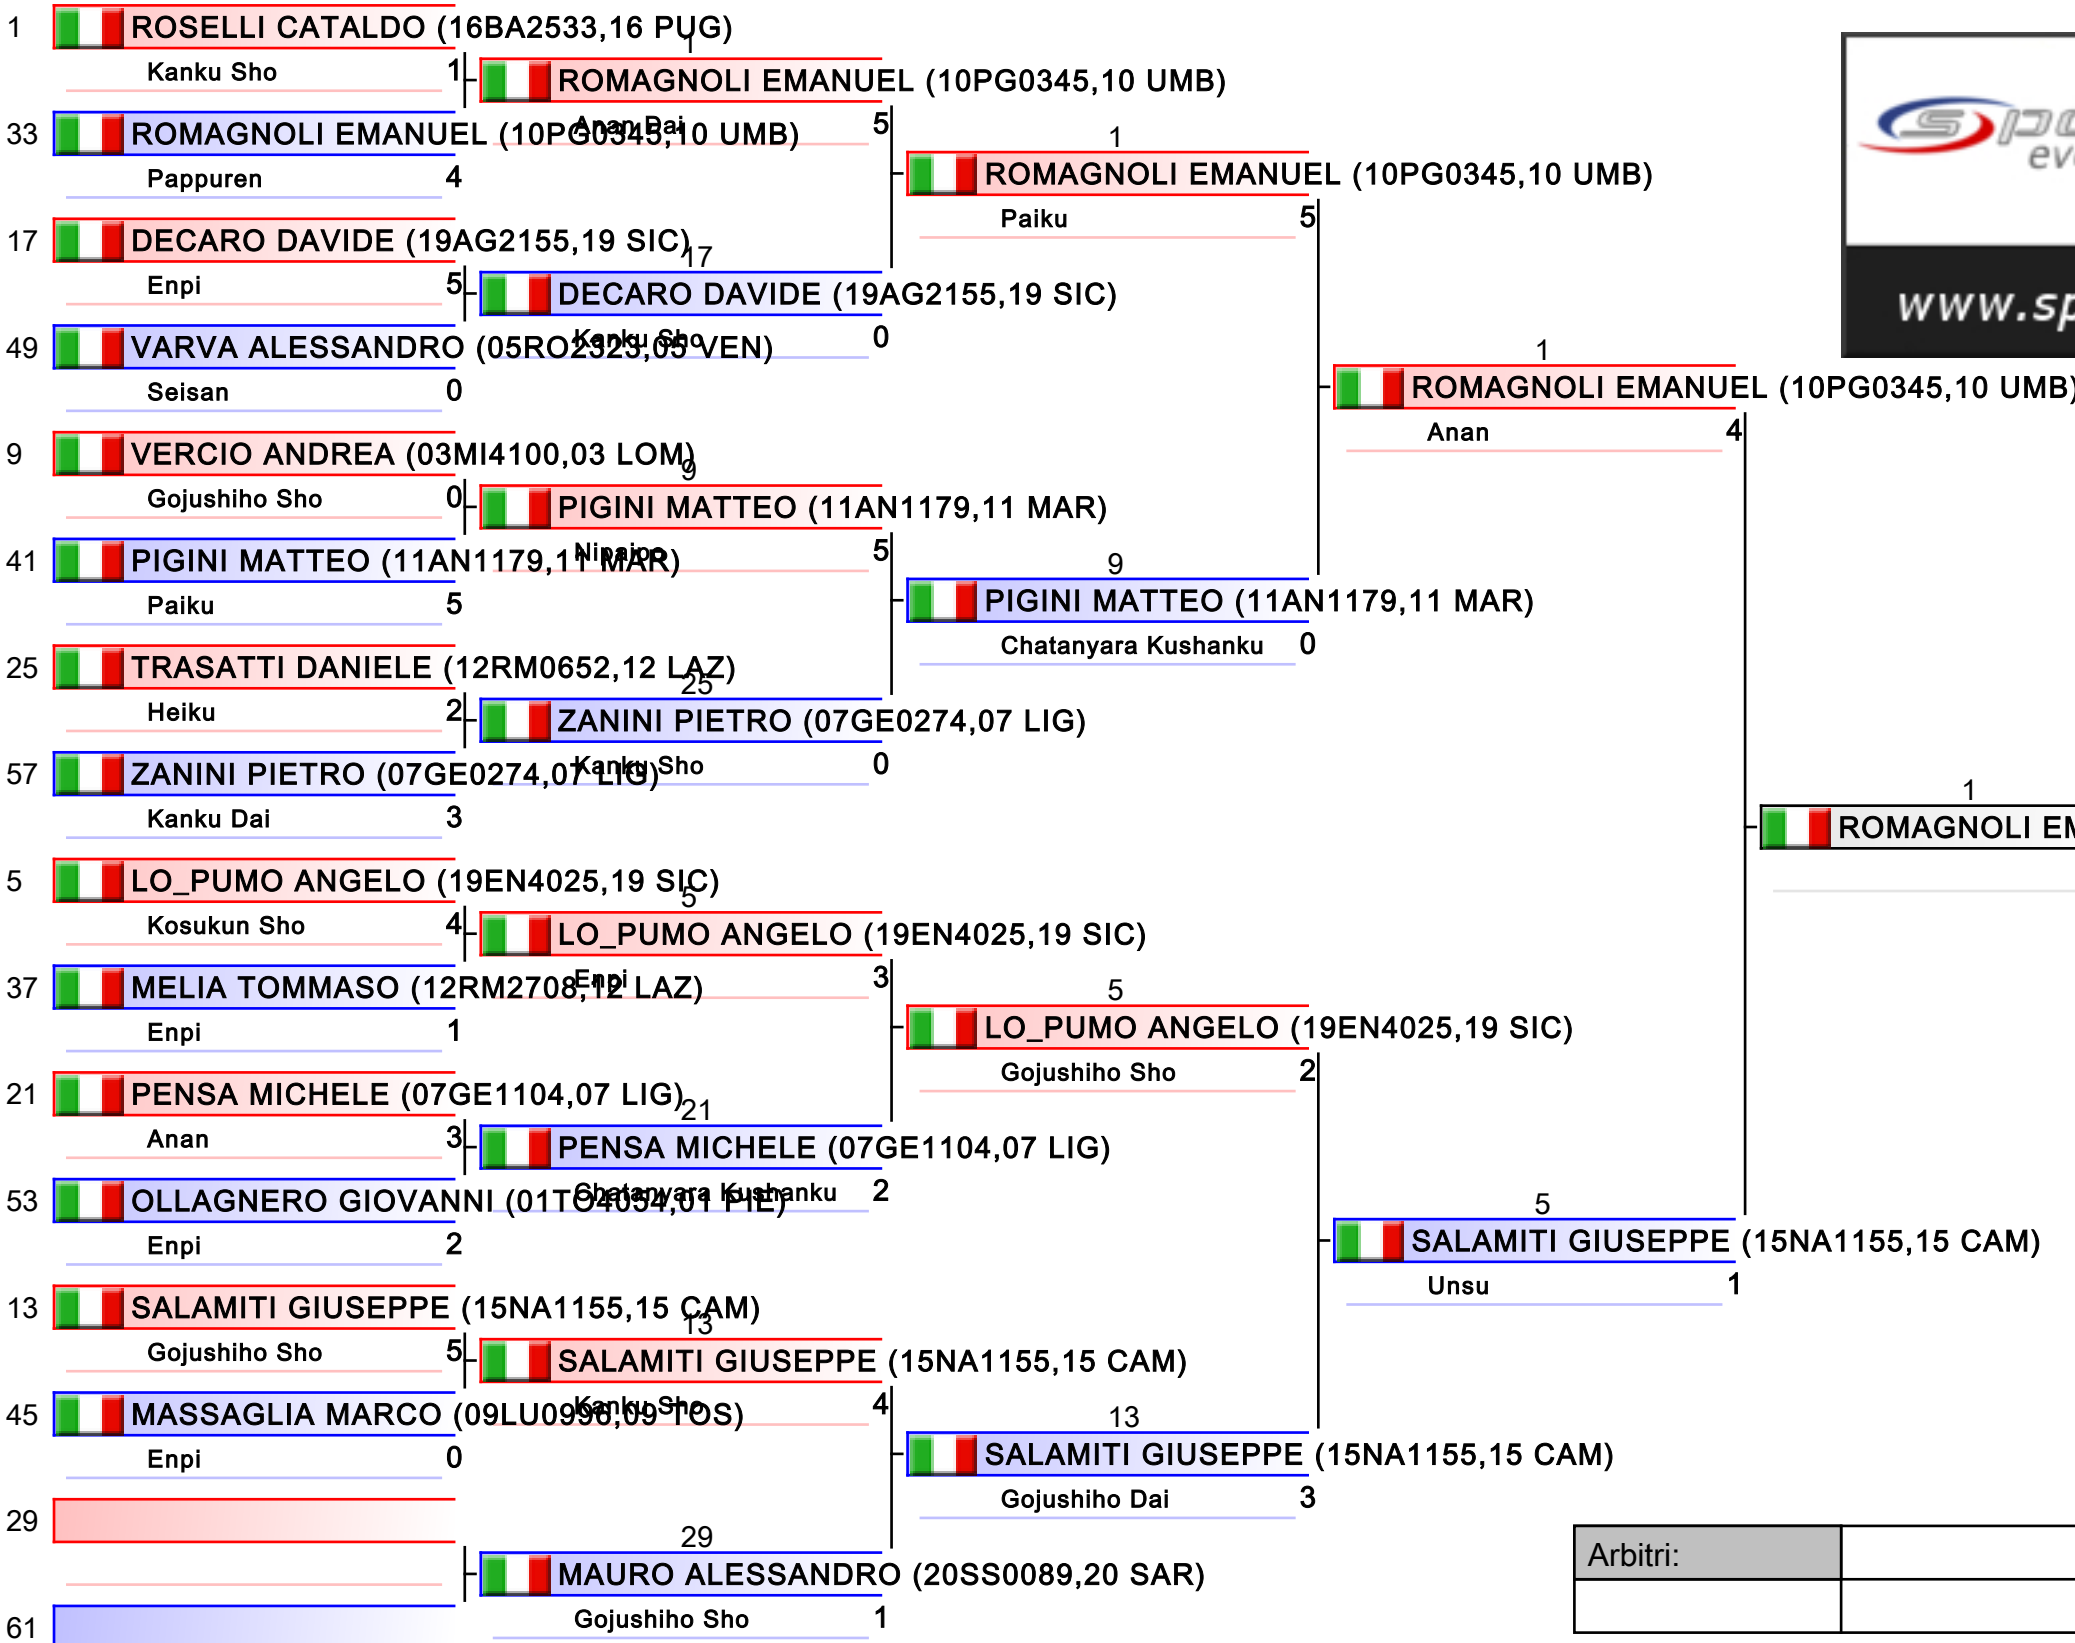 1 ROSELLI CATALDO (16BA2533,16 PUG)
Kanku Sho 1
33 ROMAGNOLI EMANUEL (10PG0345,10 UMB)
Pappuren 4
17 DECARO DAVIDE (19AG2155,19 SIC)
Enpi 5
49 VARVA ALESSANDRO (05RO2323,05 VEN)
Seisan 0
9 VERCIO ANDREA (03MI4100,03 LOM)
Gojushiho Sho 0
41 PIGINI MATTEO (11AN1179,11 MAR)
Paiku 5
25 TRASATTI DANIELE (12RM0652,12 LAZ)
Heiku 2
57 ZANINI PIETRO (07GE0274,07 LIG)
Kanku Dai 3
5 LO_PUMO ANGELO (19EN4025,19 SIC)
Kosukun Sho 4
37 MELIA TOMMASO (12RM2708,12 LAZ)
Enpi 1
21 PENSA MICHELE (07GE1104,07 LIG)
Anan 3
53 OLLAGNERO GIOVANNI (01TO4054,01 PIE)
Enpi 2
13 SALAMITI GIUSEPPE (15NA1155,15 CAM)
Gojushiho Sho 5
45 MASSAGLIA MARCO (09LU0996,09 TOS)
Enpi 0
29
61
1
ROMAGNOLI EMANUEL (10PG0345,10 UMB)
Anan Dai 5
17
DECARO DAVIDE (19AG2155,19 SIC)
Kanku Sho 0
9
PIGINI MATTEO (11AN1179,11 MAR)
Nipaipo 5
25
ZANINI PIETRO (07GE0274,07 LIG)
Kanku Sho 0
5
LO_PUMO ANGELO (19EN4025,19 SIC)
Enpi 3
21
PENSA MICHELE (07GE1104,07 LIG)
Chatanyara Kushanku 2
13
SALAMITI GIUSEPPE (15NA1155,15 CAM)
Kanku Sho 4
29
MAURO ALESSANDRO (20SS0089,20 SAR)
Gojushiho Sho 1
1
ROMAGNOLI EMANUEL (10PG0345,10 UMB)
Paiku 5
9
PIGINI MATTEO (11AN1179,11 MAR)
Chatanyara Kushanku 0
5
LO_PUMO ANGELO (19EN4025,19 SIC)
Gojushiho Sho 2
13
SALAMITI GIUSEPPE (15NA1155,15 CAM)
Gojushiho Dai 3
1
ROMAGNOLI EMANUEL (10PG0345,10 UMB)
Anan 4
5
SALAMITI GIUSEPPE (15NA1155,15 CAM)
Unsu 1
1
ROMAGNOLI EM
spo
eve
www.sp
Arbitri: